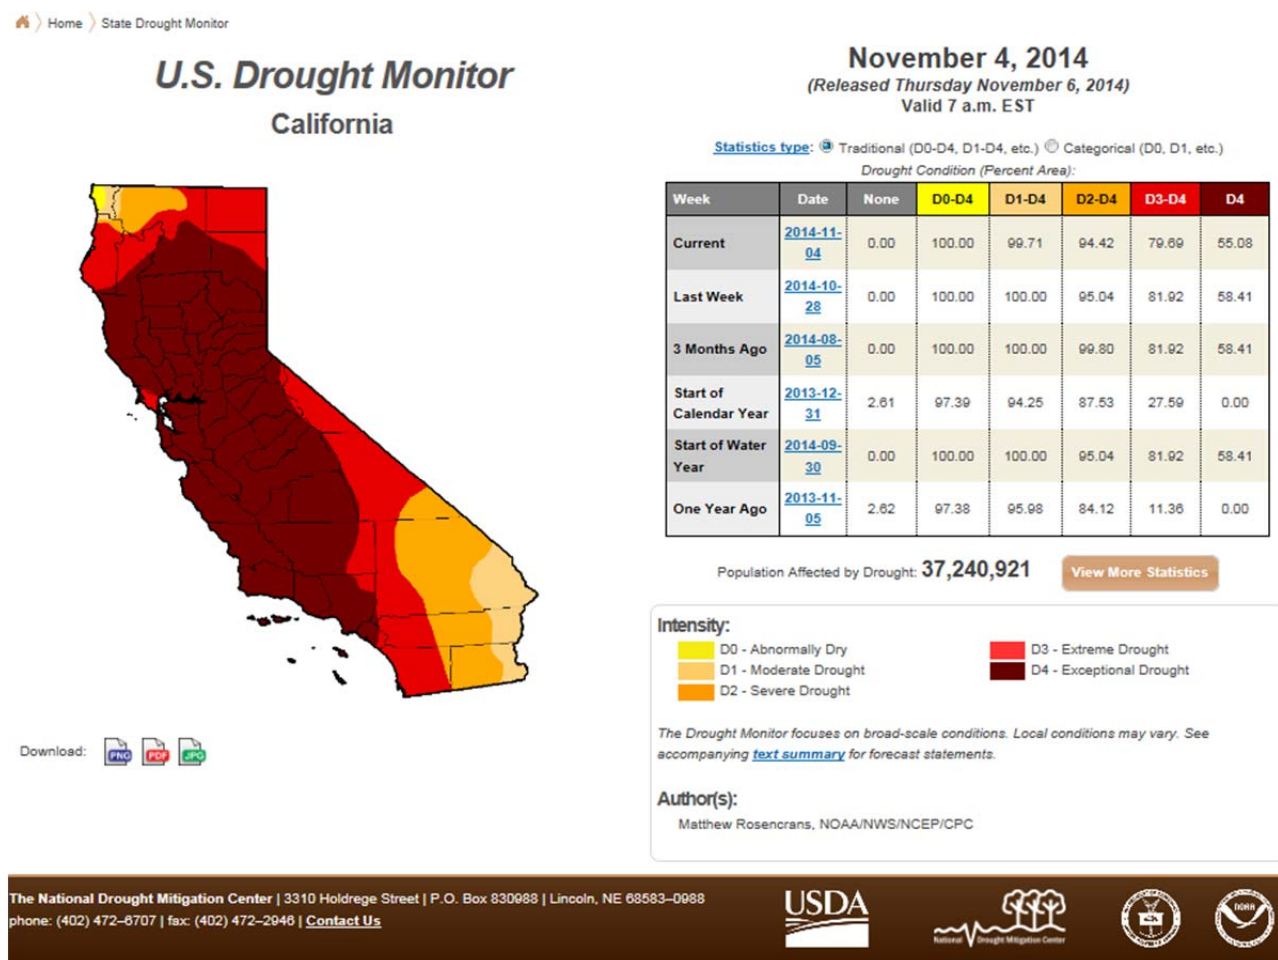 Home State Drought Monitor
U.S. Drought Monitor
California
November 4, 2014
(Released Thursday November 6, 2014)
Valid 7 a.m. EST
Statistics type: Traditional (D0-D4, D1-D4, etc.) Categorical (D0, D1, etc.)
Drought Condition (Percent Area):
Week Date None D0-D4 D1-D4 D2-D4 D3-D4 D4
Current 2014-11-04 0.00 100.00 99.71 94.42 79.69 55.08
Last Week 2014-10-28 0.00 100.00 100.00 95.04 81.92 58.41
3 Months Ago 2014-08-05 0.00 100.00 100.00 99.80 81.92 58.41
Start of Calendar Year 2013-12-31 2.61 97.39 94.25 87.53 27.59 0.00
Start of Water Year 2014-09-30 0.00 100.00 100.00 95.04 81.92 58.41
One Year Ago 2013-11-05 2.62 97.38 95.98 84.12 11.36 0.00
Population Affected by Drought: 37,240,921 View More Statistics
Intensity:
D0 - Abnormally Dry
D1 - Moderate Drought
D2 - Severe Drought
D3 - Extreme Drought
D4 - Exceptional Drought
The Drought Monitor focuses on broad-scale conditions. Local conditions may vary. See
accompanying text summary for forecast statements.
Author(s):
Matthew Rosencrans, NOAA/NWS/NCEP/CPC
Download: PNG PDF JPG
The National Drought Mitigation Center | 3310 Holdrege Street | P.O. Box 830988 | Lincoln, NE 68583–0988
phone: (402) 472–6707 | fax: (402) 472–2946 | Contact Us
USDA
National Drought Mitigation Center
NOAA